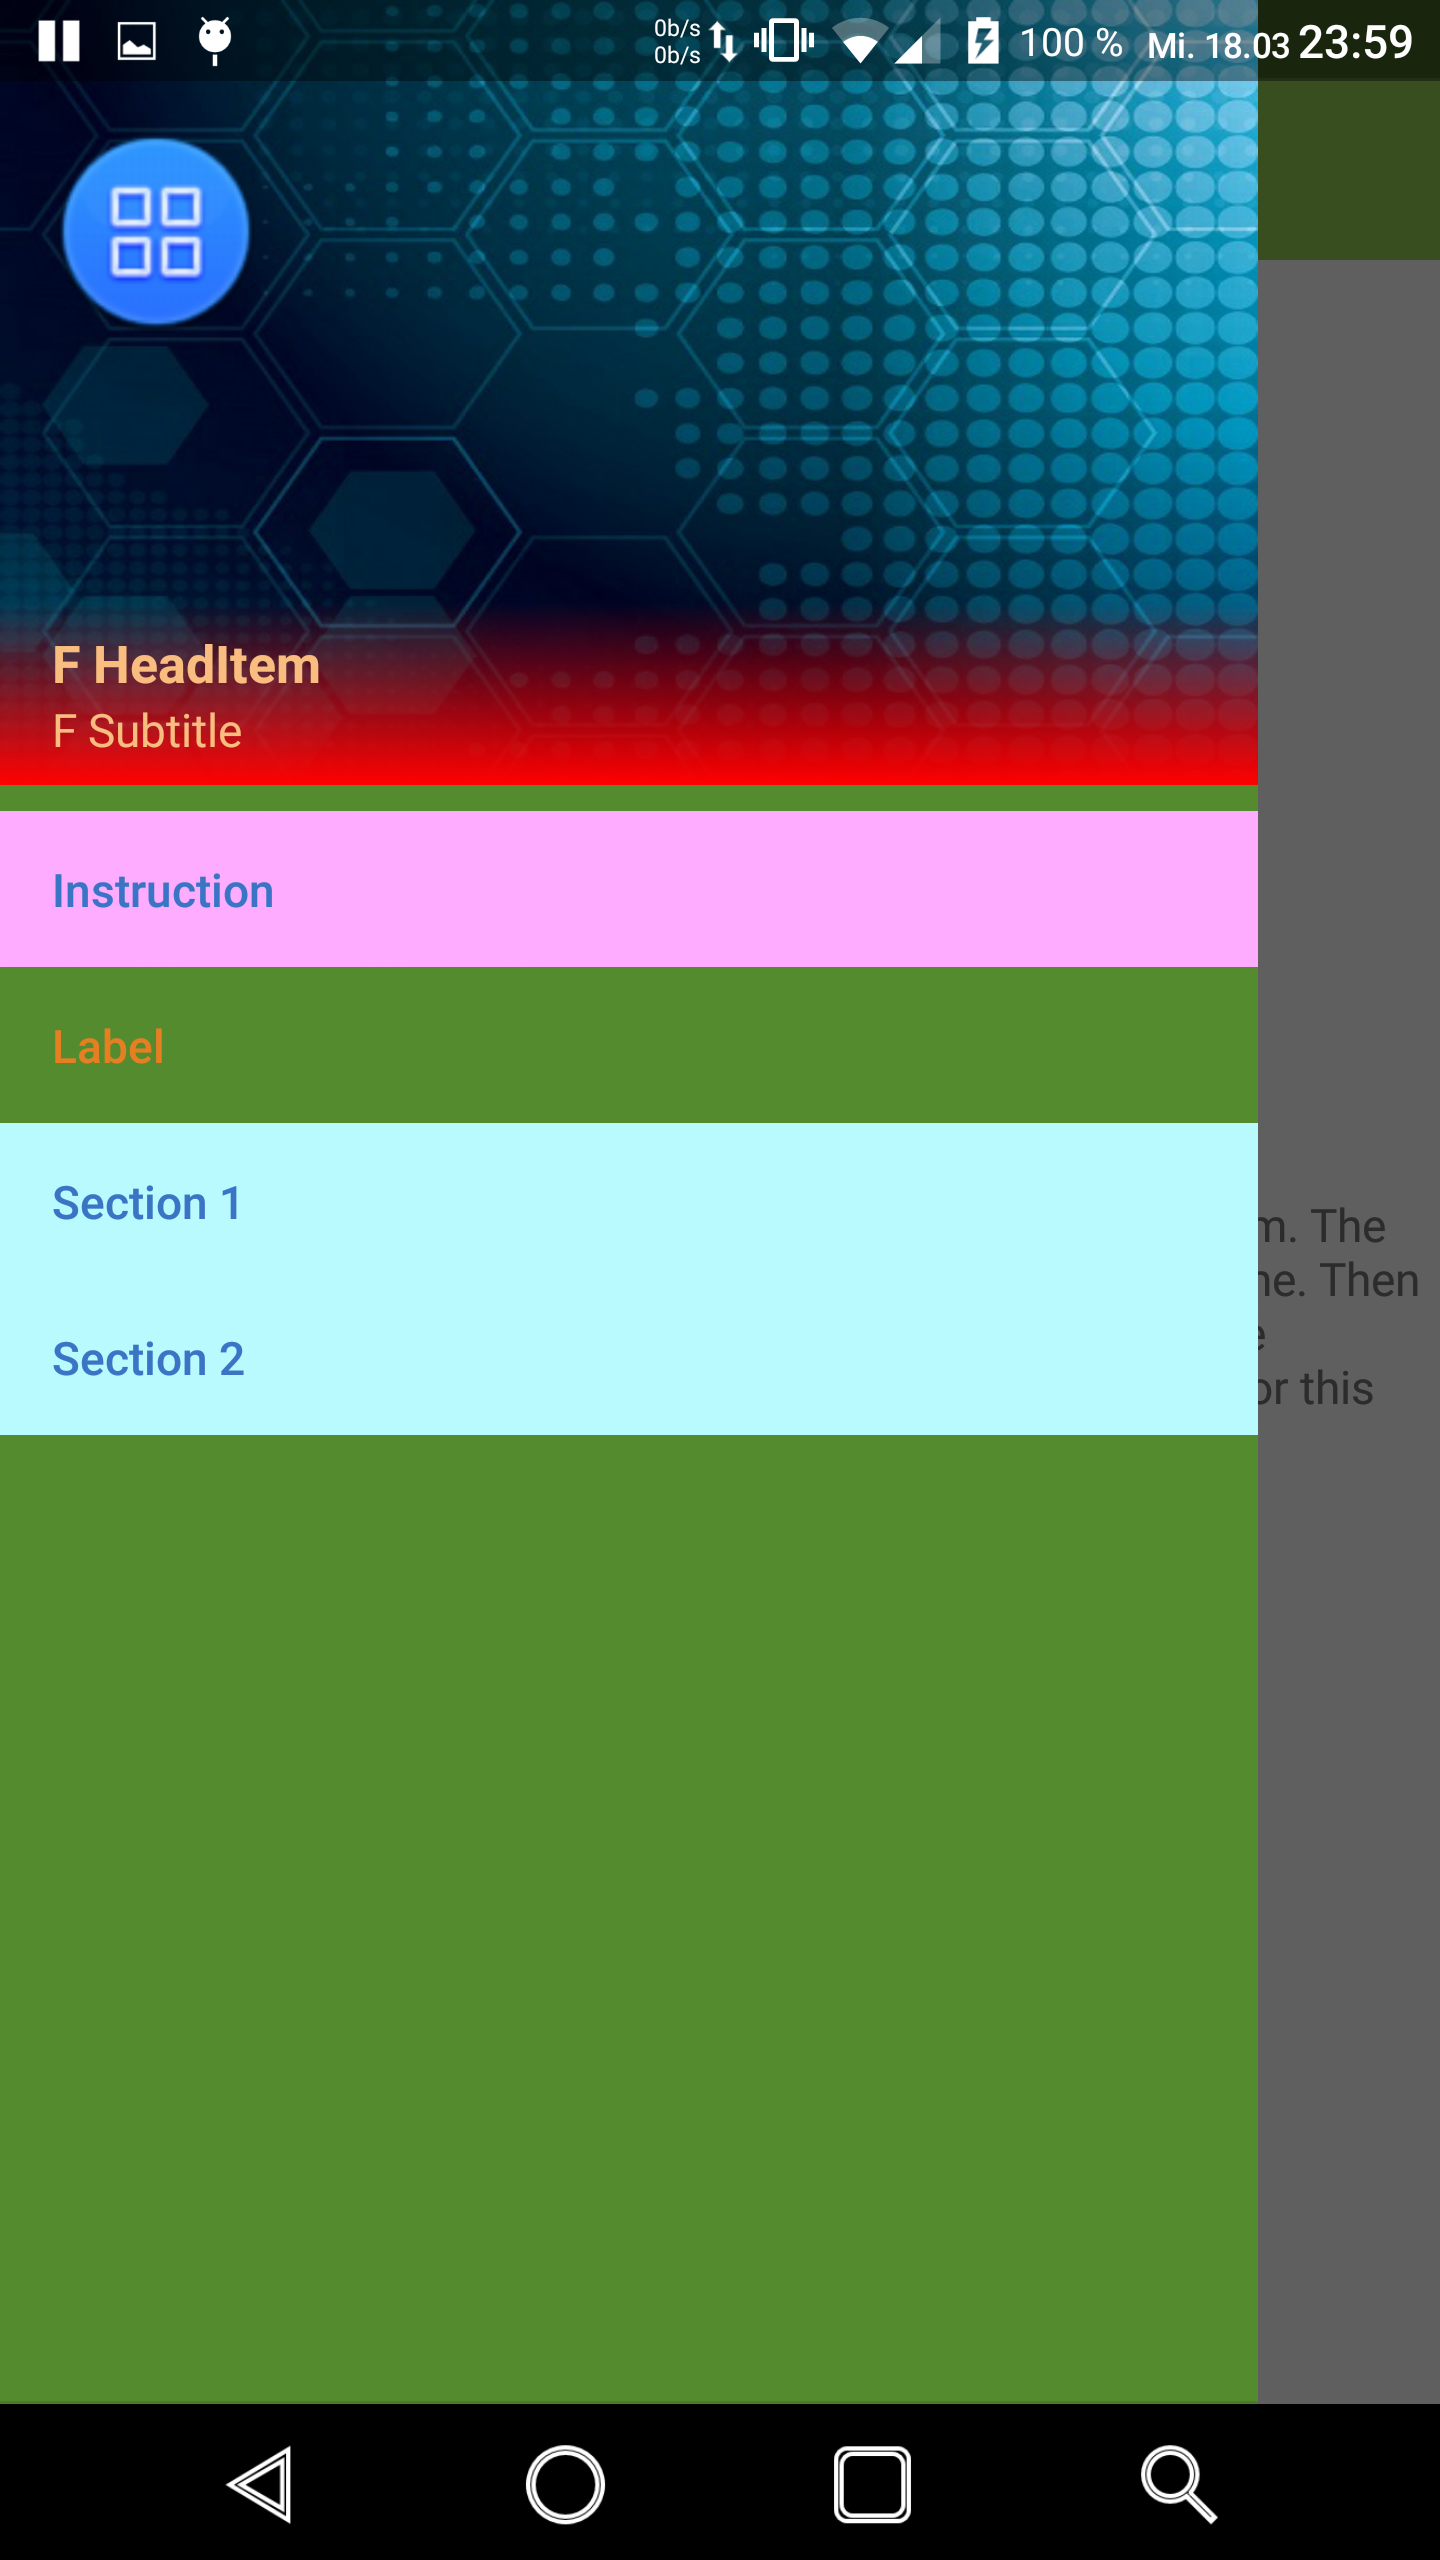 0b/s
0b/s
100 % Mi. 18.03 23:59
F HeadItem
F Subtitle
Instruction
Label
Section 1
m. The
Then
Section 2
or this